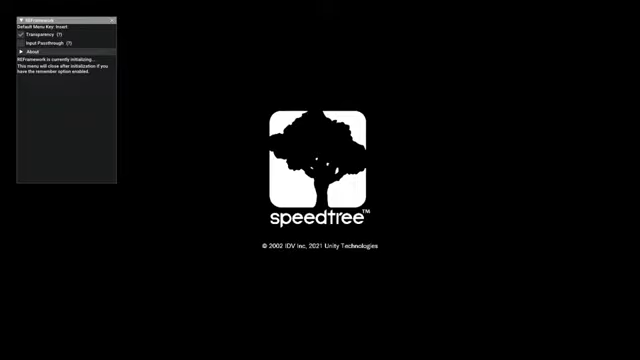 REFramework
Default Menu Key: Insert
Transparency (?)
Input Passthrough (?)
About
REFramework is currently initializing...
This menu will close after initialization if you
have the remember option enabled.
speedtree™
© 2002 IDV Inc, 2021 Unity Technologies